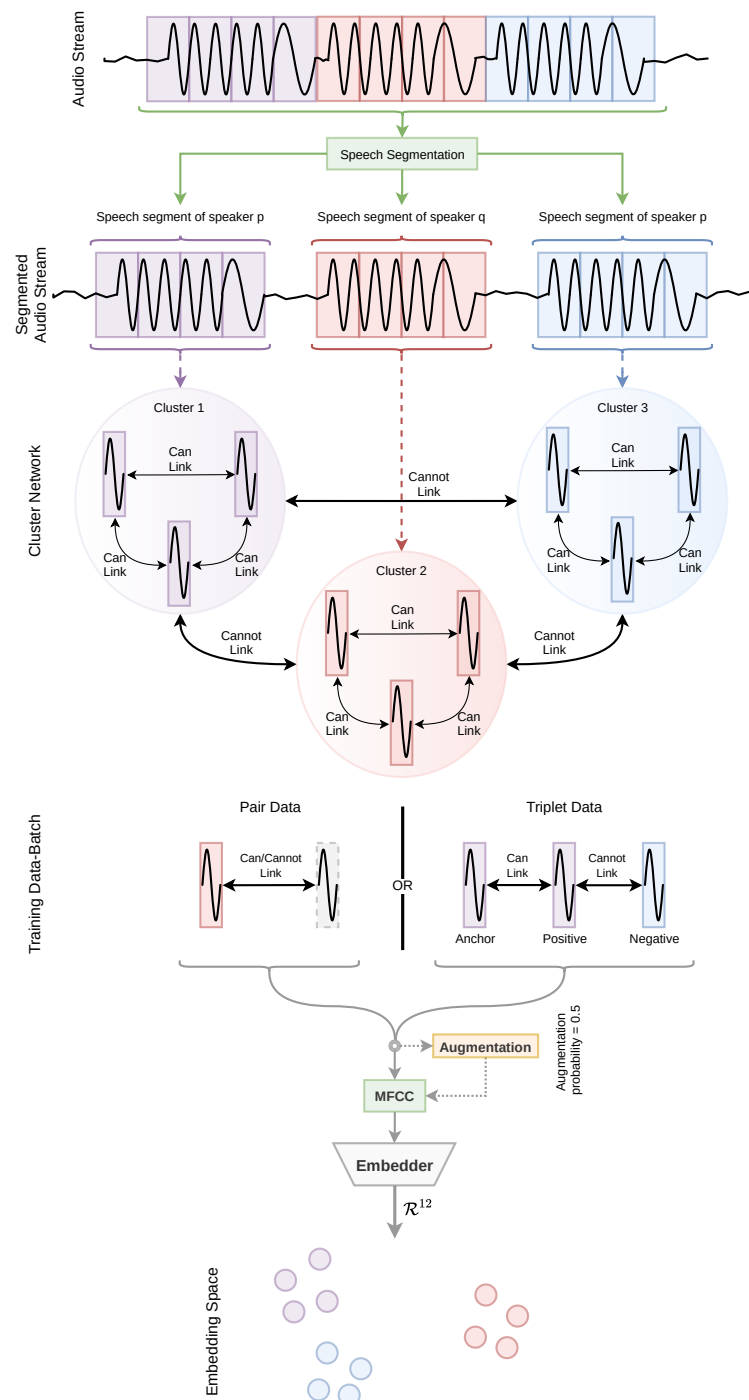 Audio Stream
Speech Segmentation
Speech segment of speaker p
Speech segment of speaker q
Speech segment of speaker p
Segmented
Audio Stream
Cluster Network
Cluster 1
Can
Link
Can
Link
Can
Link
Cannot
Link
Cluster 3
Can
Link
Can
Link
Can
Link
Cluster 2
Can
Link
Can
Link
Can
Link
Cannot
Link
Cannot
Link
Training Data-Batch
Pair Data
Can/Cannot
Link
OR
Triplet Data
Can
Link
Cannot
Link
Anchor
Positive
Negative
Augmentation
Augmentation
probability = 0.5
MFCC
Embedder
ℛ¹²
Embedding Space